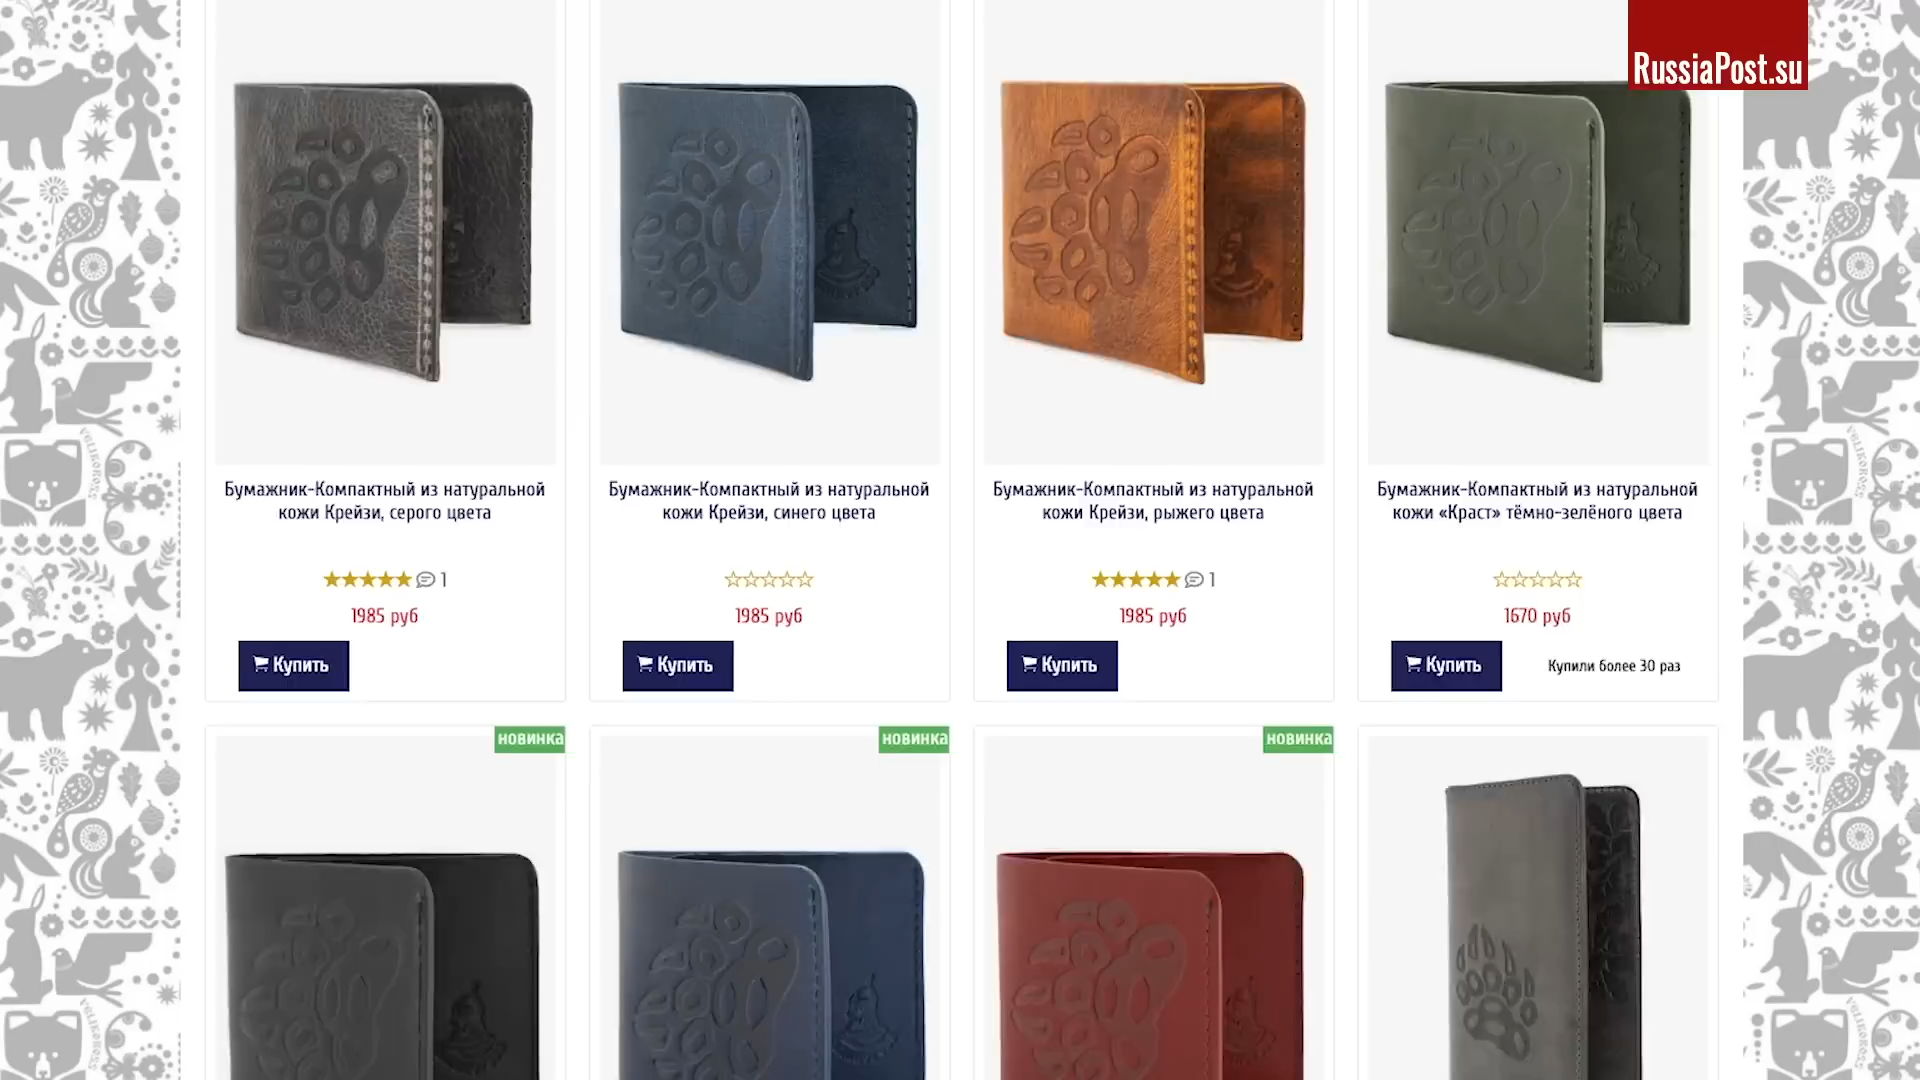 RussiaPost.su
Бумажник-Компактный из натуральной
кожи Крейзи, серого цвета
1
1985 руб
Купить
Бумажник-Компактный из натуральной
кожи Крейзи, синего цвета
1985 руб
Купить
Бумажник-Компактный из натуральной
кожи Крейзи, рыжего цвета
1
1985 руб
Купить
Бумажник-Компактный из натуральной
кожи «Краст» тёмно-зелёного цвета
1670 руб
Купить
Купили более 30 раз
новинка
новинка
новинка
VELIKOROSS
VELIKOROSS